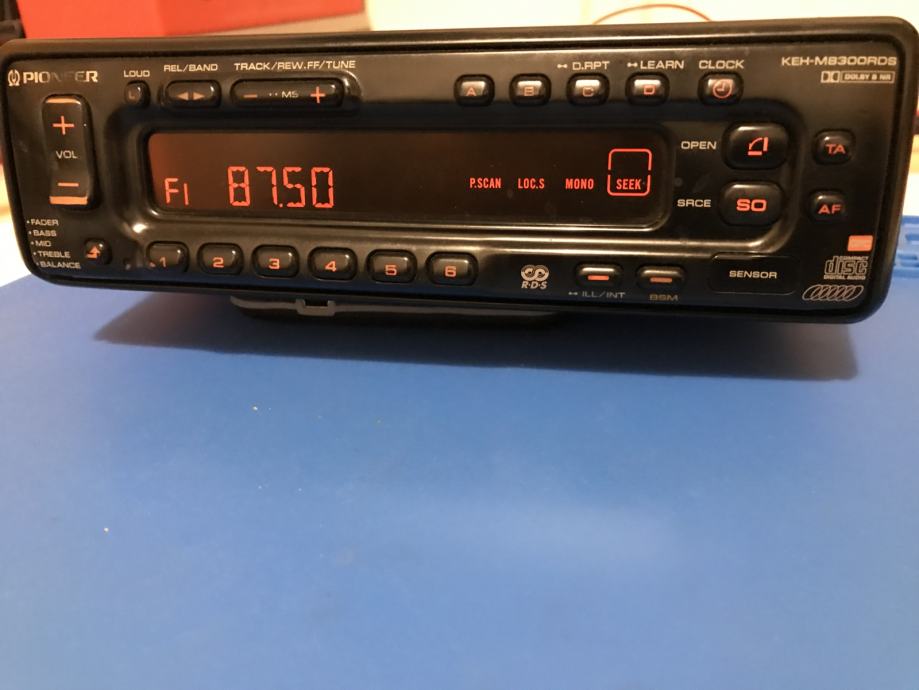 PIONEER
LOUD
REL/BAND
TRACK/REW.FF/TUNE
D.RPT
LEARN
CLOCK
KEH-M8300RDS
DOLBY B NR
- MS +
A
B
C
D
+
VOL
-
OPEN
TA
F1 87.50
P.SCAN
LOC.S
MONO
SEEK
SRCE
SO
AF
•FADER
•BASS
•MID
•TREBLE
•BALANCE
1
2
3
4
5
6
R·D·S
ILL/INT
BSM
SENSOR
COMPACT
disc
DIGITAL AUDIO